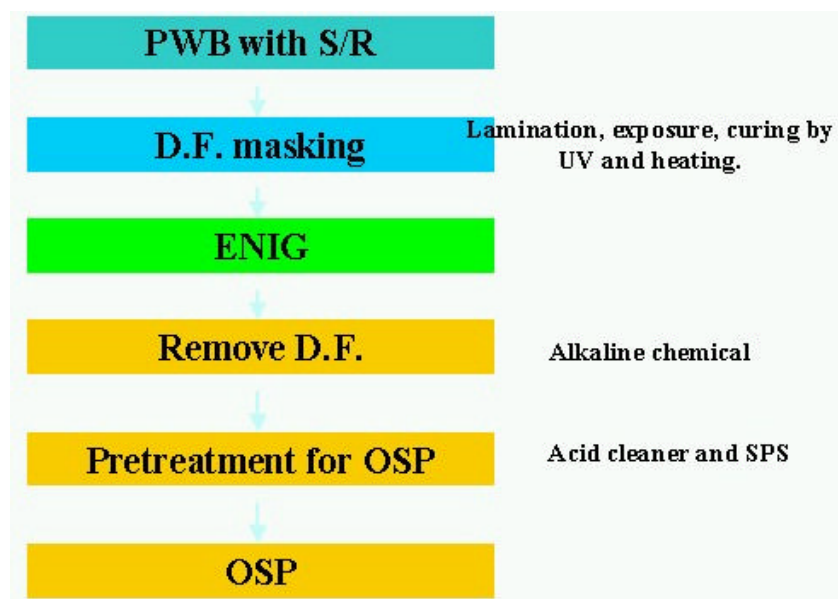 PWB with S/R
D.F. masking
Lamination, exposure, curing by
UV and heating.
ENIG
Remove D.F.
Alkaline chemical
Pretreatment for OSP
Acid cleaner and SPS
OSP